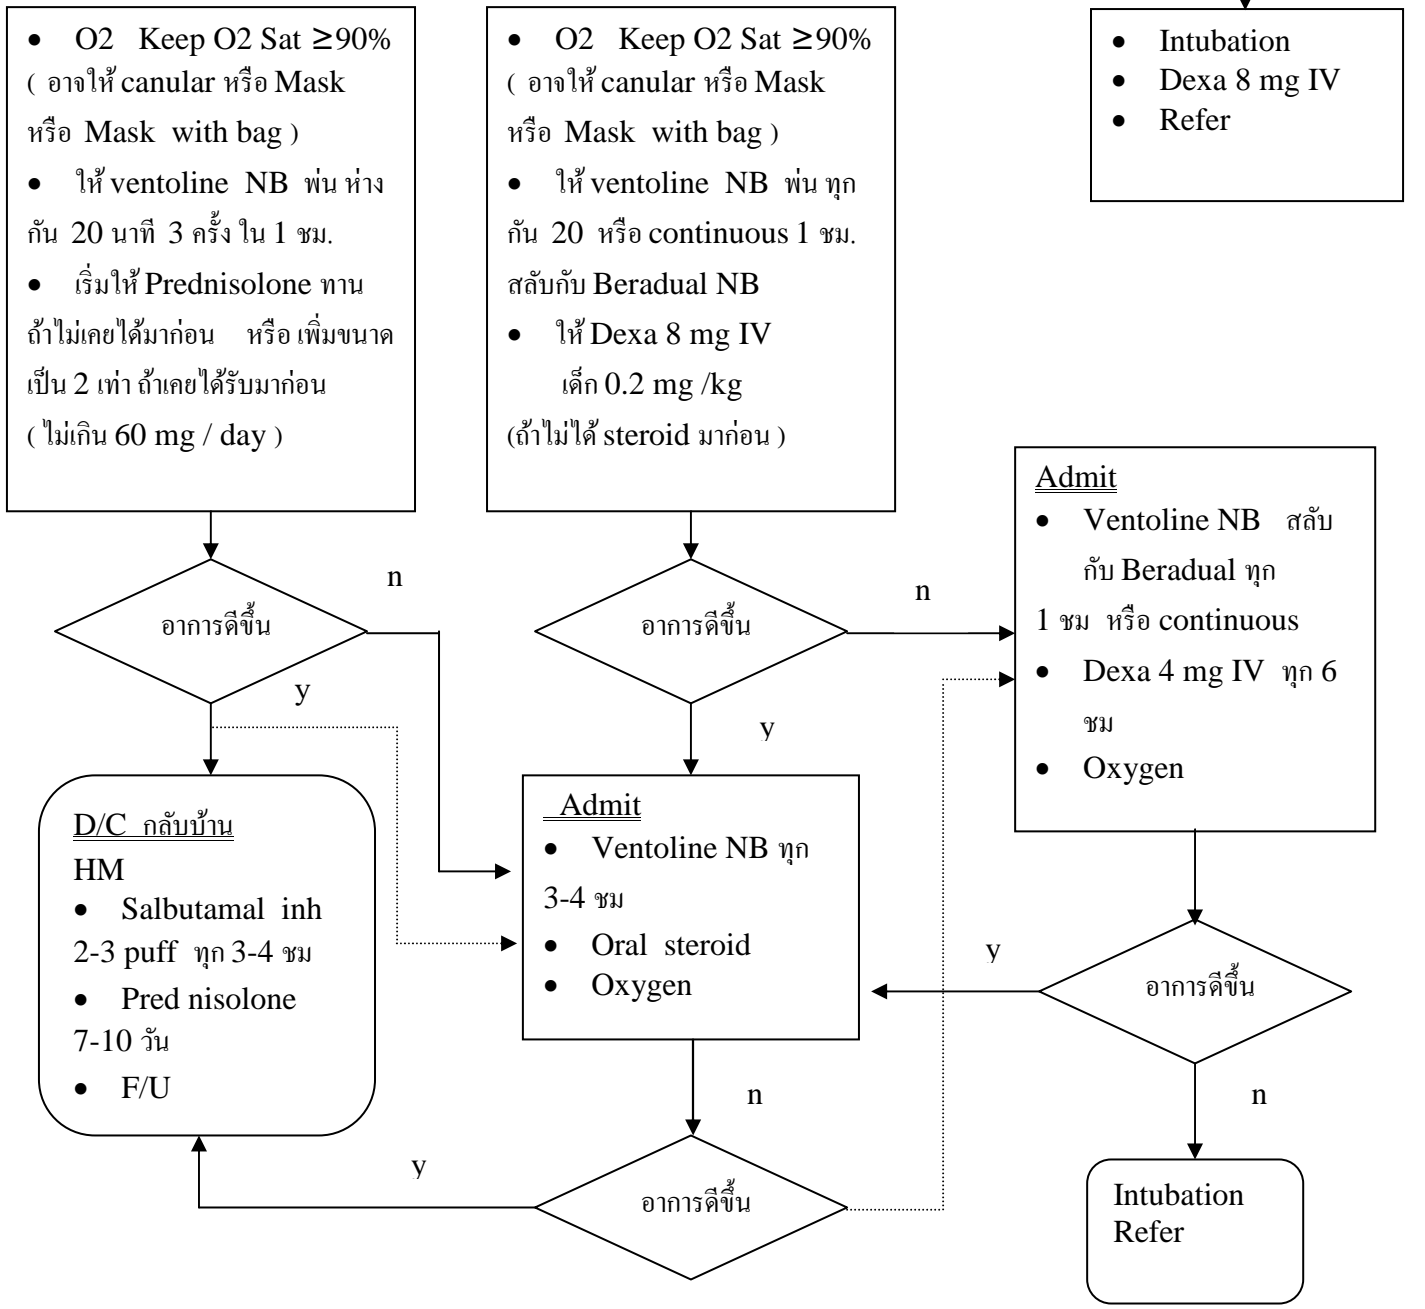 • O2 Keep O2 Sat ≥90%
( อาจให้ canular หรือ Mask
หรือ Mask with bag )
• ให้ ventoline NB พ่น ห่าง
กัน 20 นาที 3 ครั้ง ใน 1 ชม.
• เริ่มให้ Prednisolone ทาน
ถ้าไม่เคยได้มาก่อน หรือ เพิ่มขนาด
เป็น 2 เท่า ถ้าเคยได้รับมาก่อน
( ไม่เกิน 60 mg / day )
• O2 Keep O2 Sat ≥90%
( อาจให้ canular หรือ Mask
หรือ Mask with bag )
• ให้ ventoline NB พ่น ทุก
กัน 20 หรือ continuous 1 ชม.
สลับกับ Beradual NB
• ให้ Dexa 8 mg IV
เด็ก 0.2 mg /kg
(ถ้าไม่ได้ steroid มาก่อน )
• Intubation
• Dexa 8 mg IV
• Refer
Admit
• Ventoline NB สลับ
กับ Beradual ทุก
1 ชม หรือ continuous
• Dexa 4 mg IV ทุก 6
ชม
• Oxygen
อาการดีขึ้น
n
y
อาการดีขึ้น
n
y
D/C กลับบ้าน
HM
• Salbutamal inh
2-3 puff ทุก 3-4 ชม
• Pred nisolone
7-10 วัน
• F/U
Admit
• Ventoline NB ทุก
3-4 ชม
• Oral steroid
• Oxygen
y
อาการดีขึ้น
n
n
y
อาการดีขึ้น
Intubation
Refer